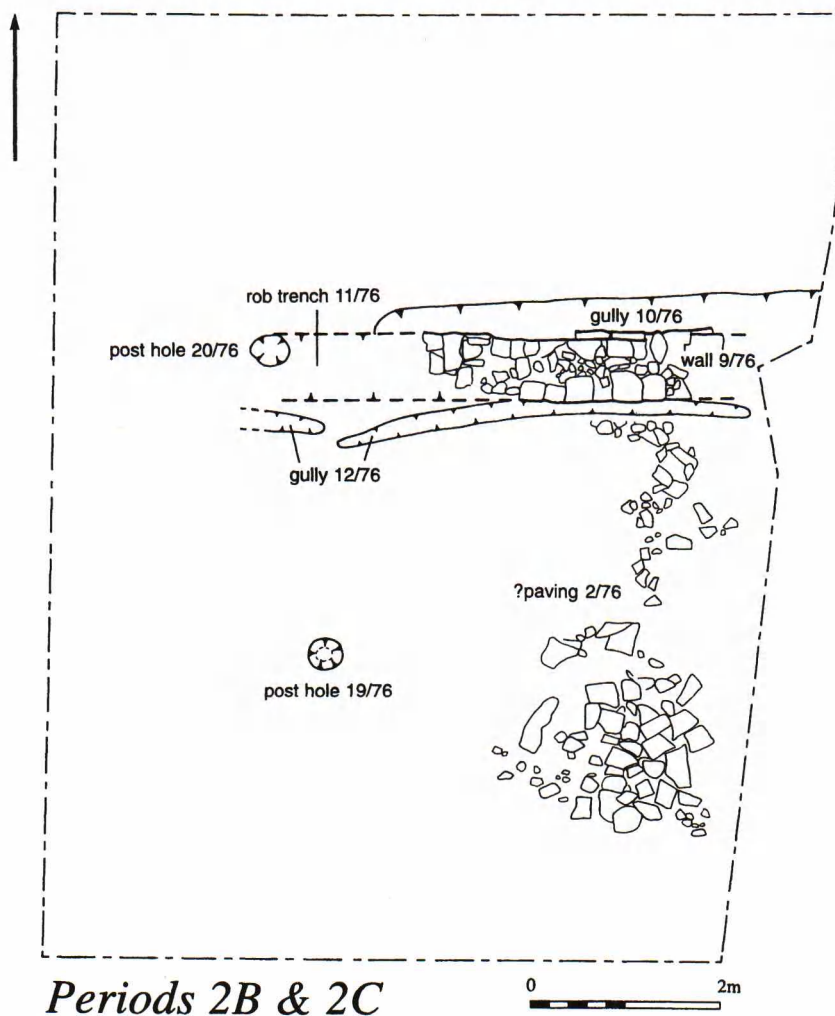 rob trench 11/76
gully 10/76
post hole 20/76
wall 9/76
gully 12/76
?paving 2/76
post hole 19/76
Periods 2B & 2C
0 2m